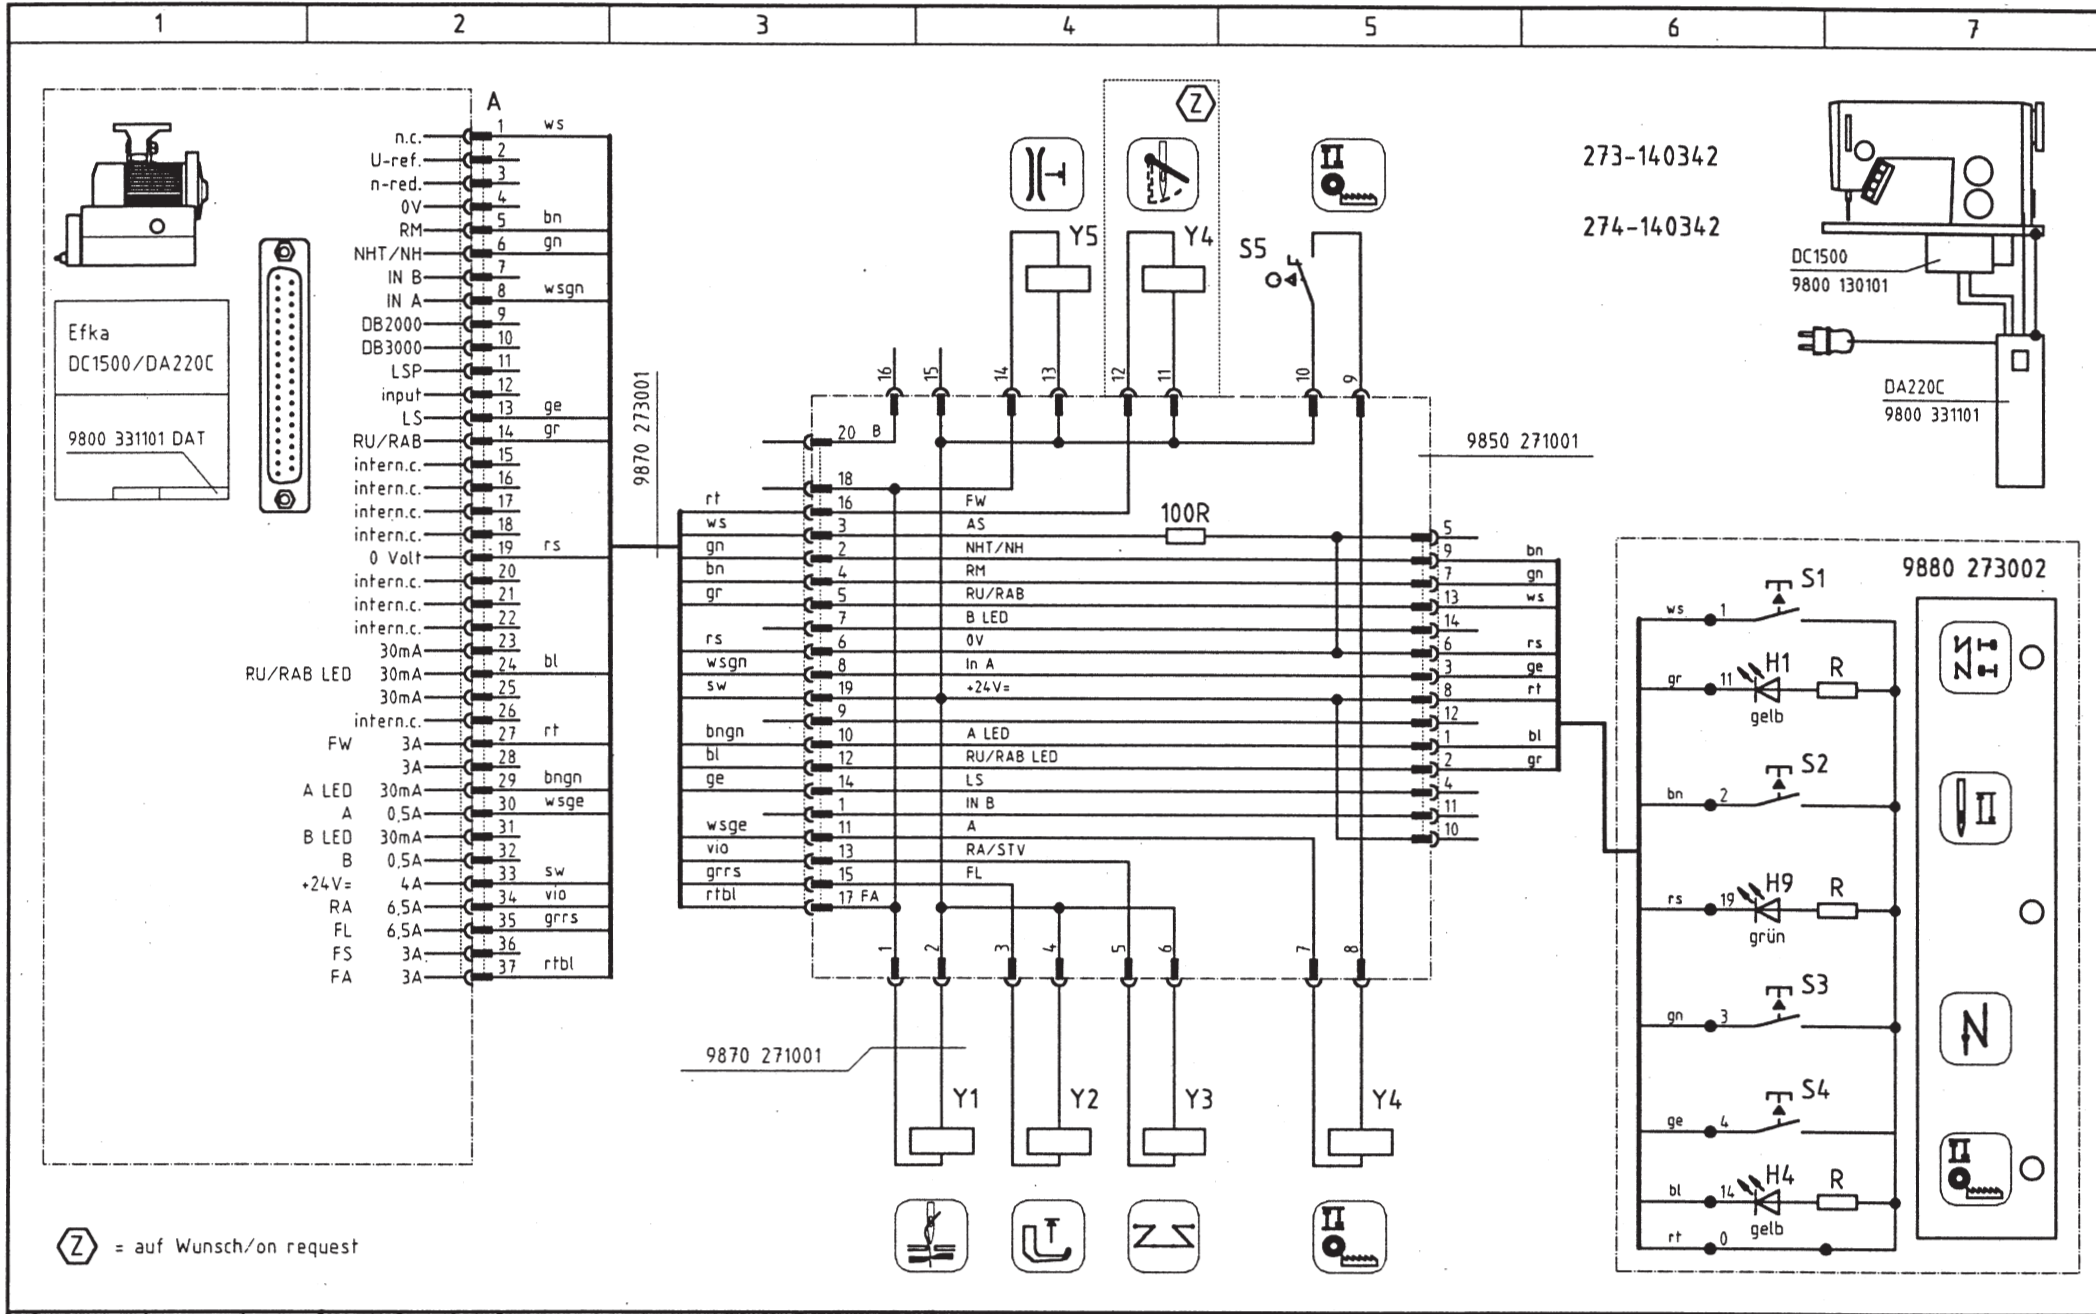 1 2 3 4 5 6 7
A
n.c. 1 ws
U-ref. 2
n-red. 3
0V 4
RM 5 bn
NHT/NH 6 gn
IN B 7
IN A 8 wsgn
DB2000 9
DB3000 10
LSP 11
input 12
LS 13 ge
RU/RAB 14 gr
intern.c. 15
intern.c. 16
intern.c. 17
intern.c. 18
0 Volt 19 rs
intern.c. 20
intern.c. 21
intern.c. 22
30mA 23
RU/RAB LED 30mA 24 bl
30mA 25
intern.c. 26
FW 3A 27 rt
3A 28
A LED 30mA 29 bngn
A 0,5A 30 wsge
B LED 30mA 31
B 0,5A 32
+24V= 4A 33 sw
RA 6,5A 34 vio
FL 6,5A 35 grrs
FS 3A 36
FA 3A 37 rtbl
Efka
DC1500/DA220C
9800 331101 DAT
Z = auf Wunsch/on request
9870 273001
Z
Y5 Y4 S5
16 15 14 13 12 11 10 9
9850 271001
20 B
18
rt 16 FW
ws 3 AS 100R 5
gn 2 NHT/NH 9 bn
bn 4 RM 7 gn
gr 5 RU/RAB 13 ws
7 B LED 14
rs 6 0V 6 rs
wsgn 8 In A 3 ge
sw 19 +24V= 8 rt
9 12
bngn 10 A LED 1 bl
bl 12 RU/RAB LED 2 gr
ge 14 LS 4
1 IN B 11
wsge 11 A 10
vio 13 RA/STV
grrs 15 FL
rtbl 17 FA
1 2 3 4 5 6 7 8
9870 271001
Y1 Y2 Y3 Y4
273-140342
274-140342
DC1500
9800 130101
DA220C
9800 331101
9880 273002
ws 1 S1
gr 11 H1 R
gelb
bn 2 S2
rs 19 H9 R
grün
gn 3 S3
ge 4 S4
bl 14 H4 R
gelb
rt 0